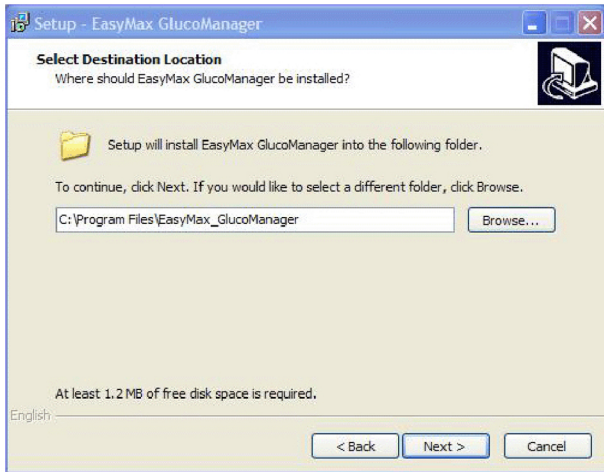 Setup - EasyMax GlucoManager
Select Destination Location
Where should EasyMax GlucoManager be installed?
Setup will install EasyMax GlucoManager into the following folder.
To continue, click Next. If you would like to select a different folder, click Browse.
C:\Program Files\EasyMax_GlucoManager
Browse...
At least 1.2 MB of free disk space is required.
English
< Back
Next >
Cancel